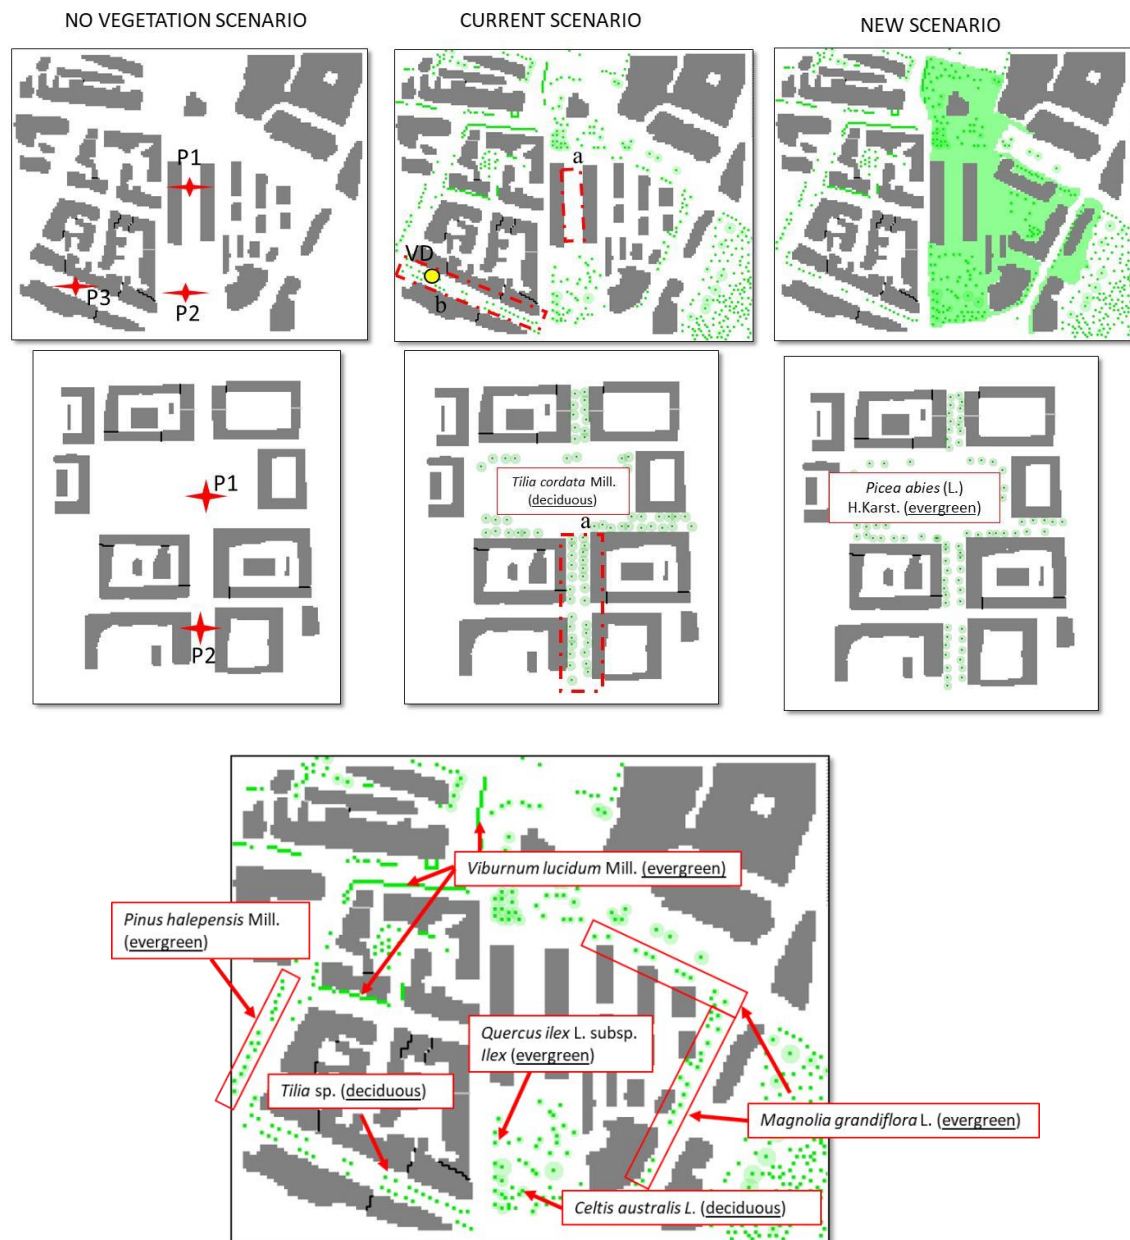 NO VEGETATION SCENARIO
CURRENT SCENARIO
NEW SCENARIO
P1
P3
P2
a
VD
b
P1
P2
Tilia cordata Mill.
(deciduous)
a
Picea abies (L.)
H.Karst. (evergreen)
Viburnum lucidum Mill. (evergreen)
Pinus halepensis Mill.
(evergreen)
Quercus ilex L. subsp.
Ilex (evergreen)
Tilia sp. (deciduous)
Magnolia grandiflora L. (evergreen)
Celtis australis L. (deciduous)